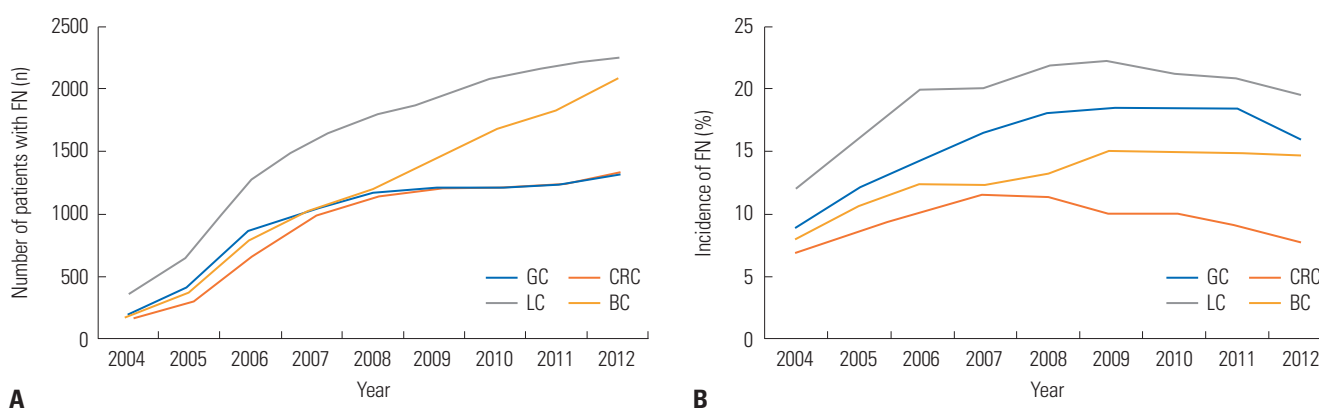 Number of patients with FN (n)
2500
2000
1500
1000
500
0
GC
CRC
LC
BC
2004 2005 2006 2007 2008 2009 2010 2011 2012
Year
A
Incidence of FN (%)
25
20
15
10
5
0
GC
CRC
LC
BC
2004 2005 2006 2007 2008 2009 2010 2011 2012
Year
B